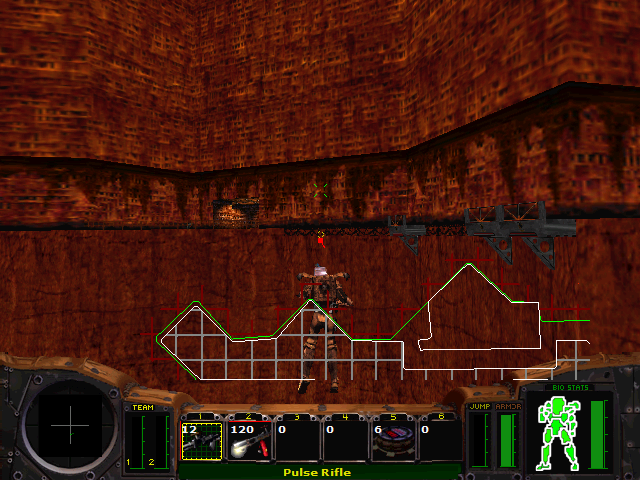 BIO STATS
TEAM
1 2 3 4 5 6
JUMP ARMOR
12 120 0 0 6 0
1 2
Pulse Rifle